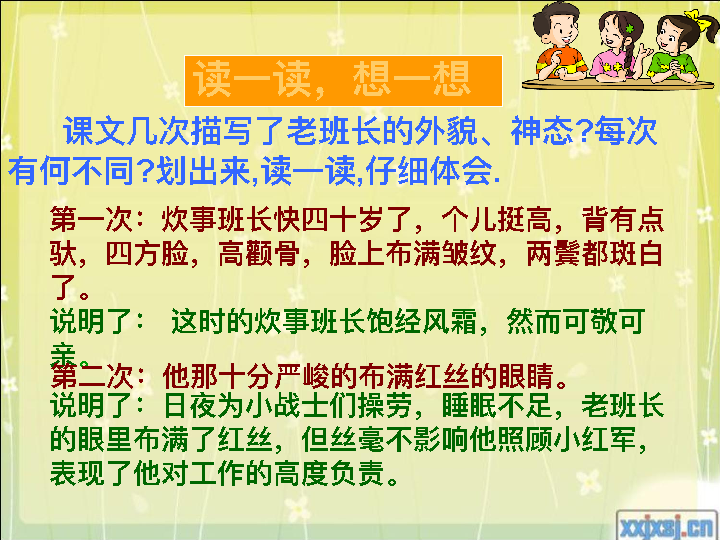 读一读，想一想
课文几次描写了老班长的外貌、神态?每次
有何不同?划出来,读一读,仔细体会.
第一次：炊事班长快四十岁了，个儿挺高，背有点
驮，四方脸，高颧骨，脸上布满皱纹，两鬓都斑白
了。
说明了： 这时的炊事班长饱经风霜，然而可敬可
亲。
第二次：他那十分严峻的布满红丝的眼睛。
说明了：日夜为小战士们操劳，睡眠不足，老班长
的眼里布满了红丝，但丝毫不影响他照顾小红军，
表现了他对工作的高度负责。
xxjxsj.cn